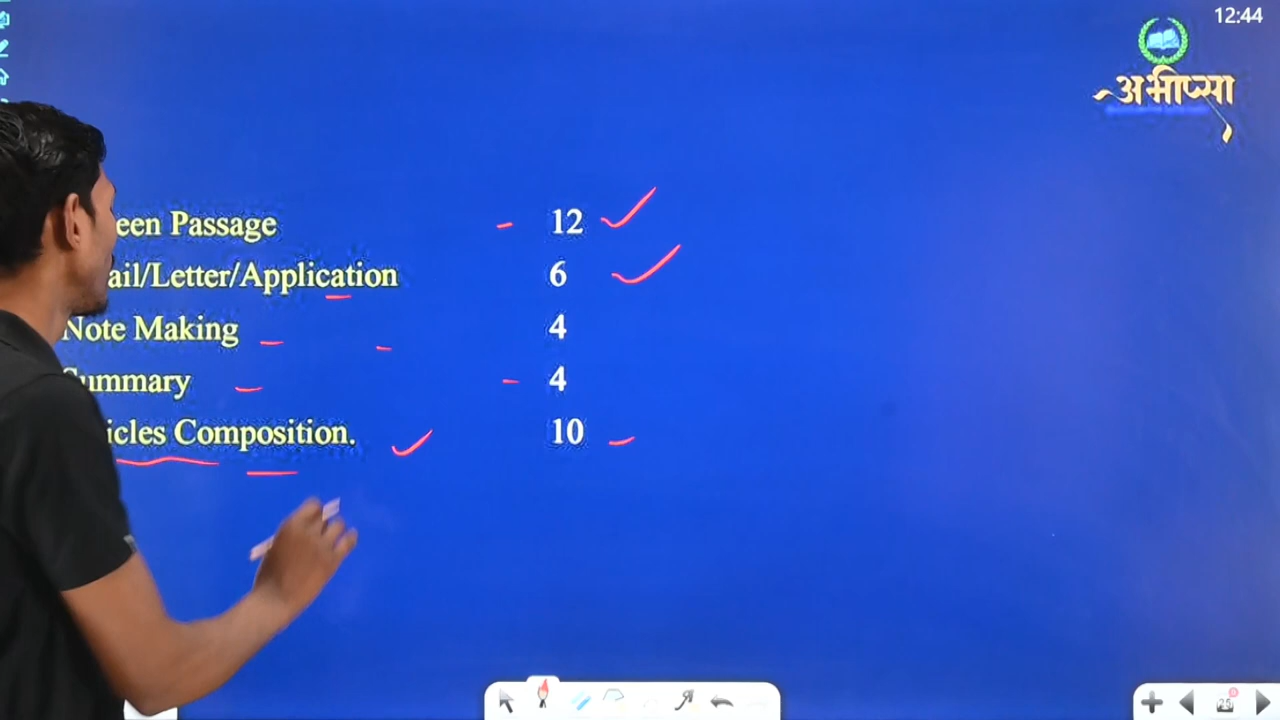 12:44
अभीप्सा
een Passage 12
ail/Letter/Application 6
Note Making 4
Summary 4
icles Composition. 10